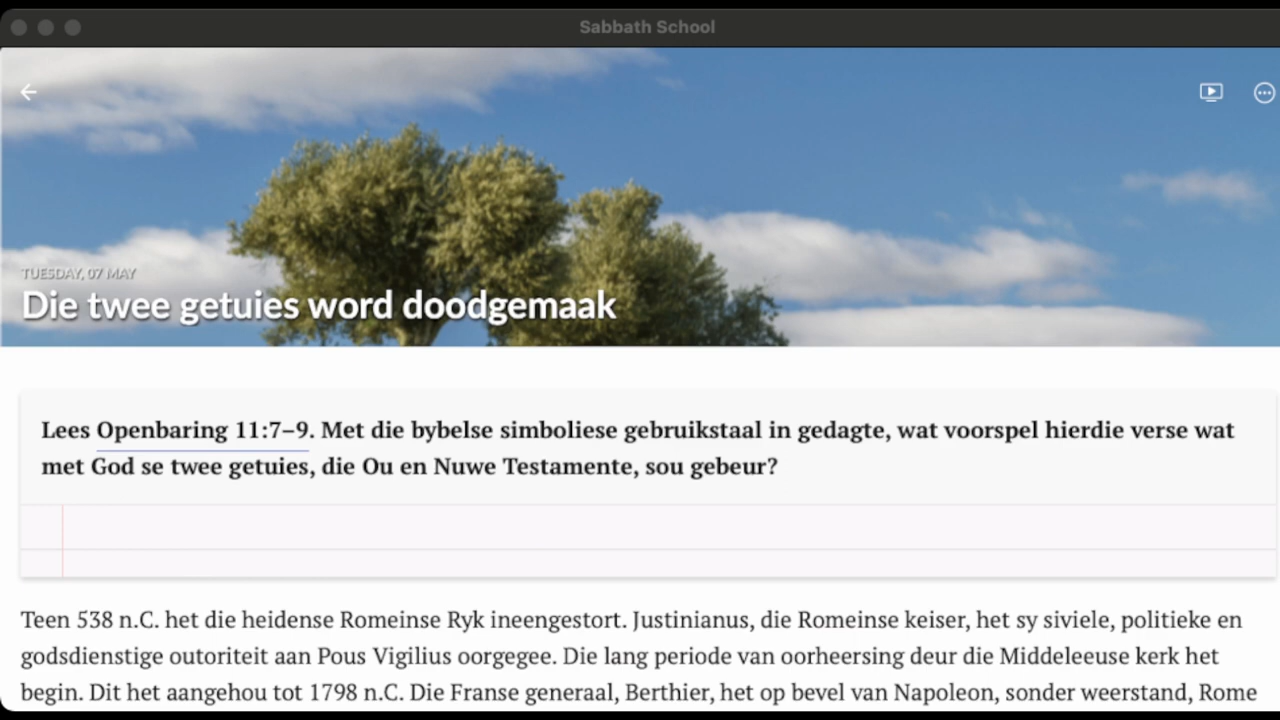 Sabbath School
TUESDAY, 07 MAY
Die twee getuies word doodgemaak
Lees Openbaring 11:7–9. Met die bybelse simboliese gebruikstaal in gedagte, wat voorspel hierdie verse wat
met God se twee getuies, die Ou en Nuwe Testamente, sou gebeur?
Teen 538 n.C. het die heidense Romeinse Ryk ineengestort. Justinianus, die Romeinse keiser, het sy siviele, politieke en
godsdienstige outoriteit aan Pous Vigilius oorgegee. Die lang periode van oorheersing deur die Middeleeuse kerk het
begin. Dit het aangehou tot 1798 n.C. Die Franse generaal, Berthier, het op bevel van Napoleon, sonder weerstand, Rome